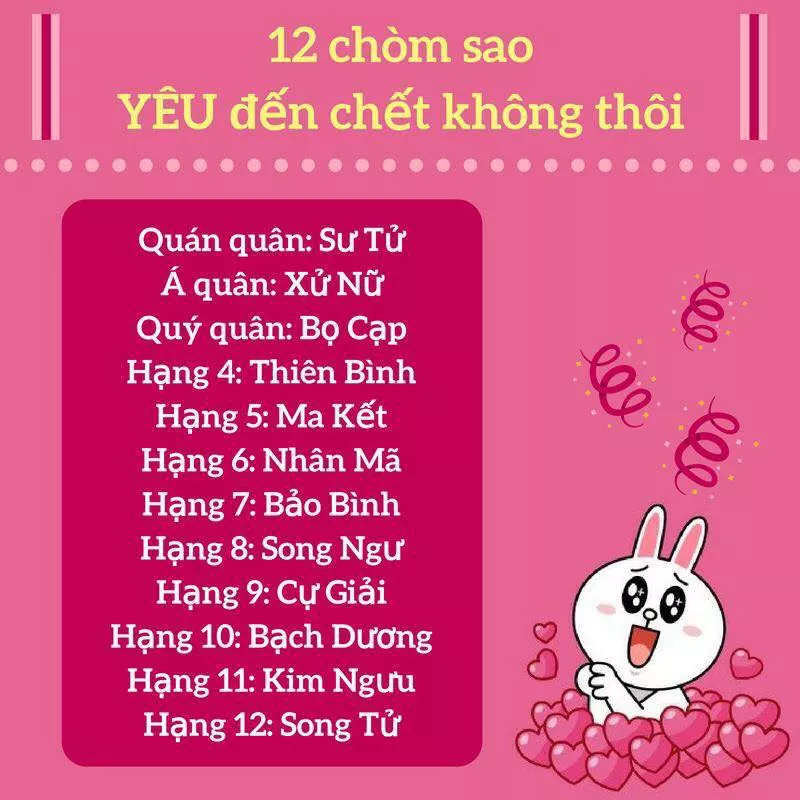 12 chòm sao
YÊU đến chết không thôi
Quán quân: Sư Tử
Á quân: Xử Nữ
Quý quân: Bọ Cạp
Hạng 4: Thiên Bình
Hạng 5: Ma Kết
Hạng 6: Nhân Mã
Hạng 7: Bảo Bình
Hạng 8: Song Ngư
Hạng 9: Cự Giải
Hạng 10: Bạch Dương
Hạng 11: Kim Ngưu
Hạng 12: Song Tử